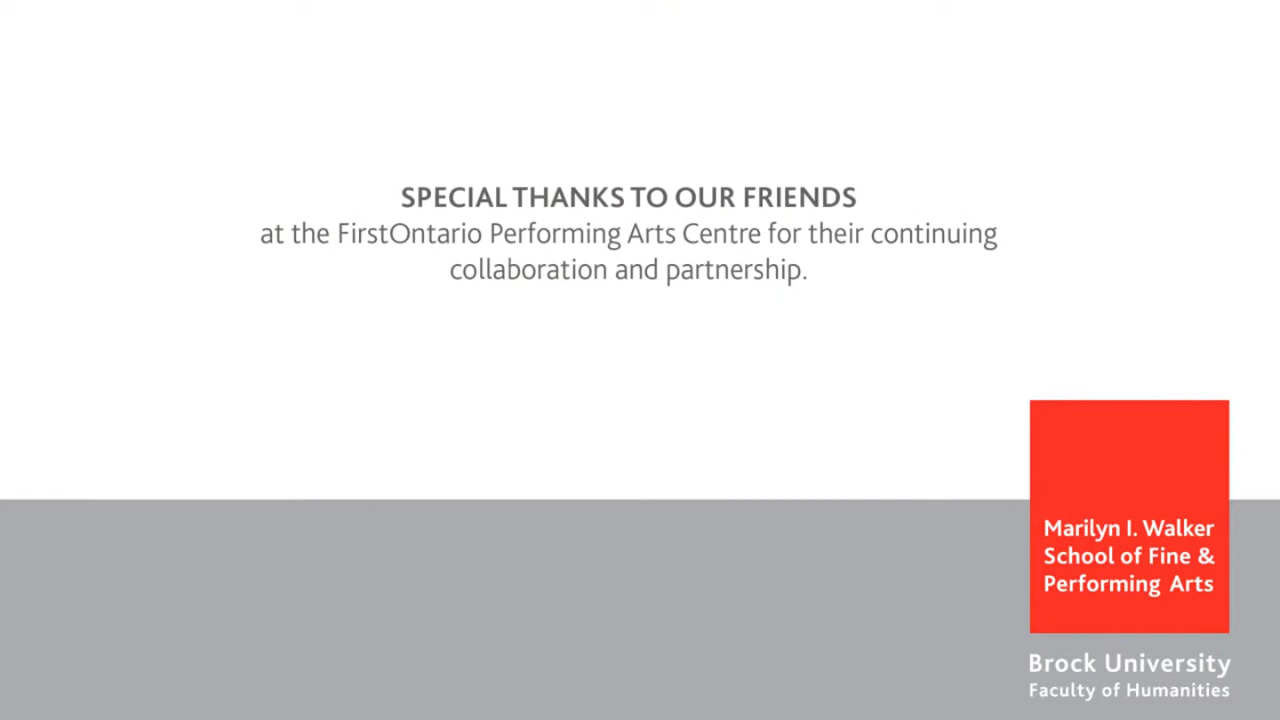 SPECIAL THANKS TO OUR FRIENDS
at the FirstOntario Performing Arts Centre for their continuing
collaboration and partnership.
Marilyn I. Walker
School of Fine &
Performing Arts
Brock University
Faculty of Humanities